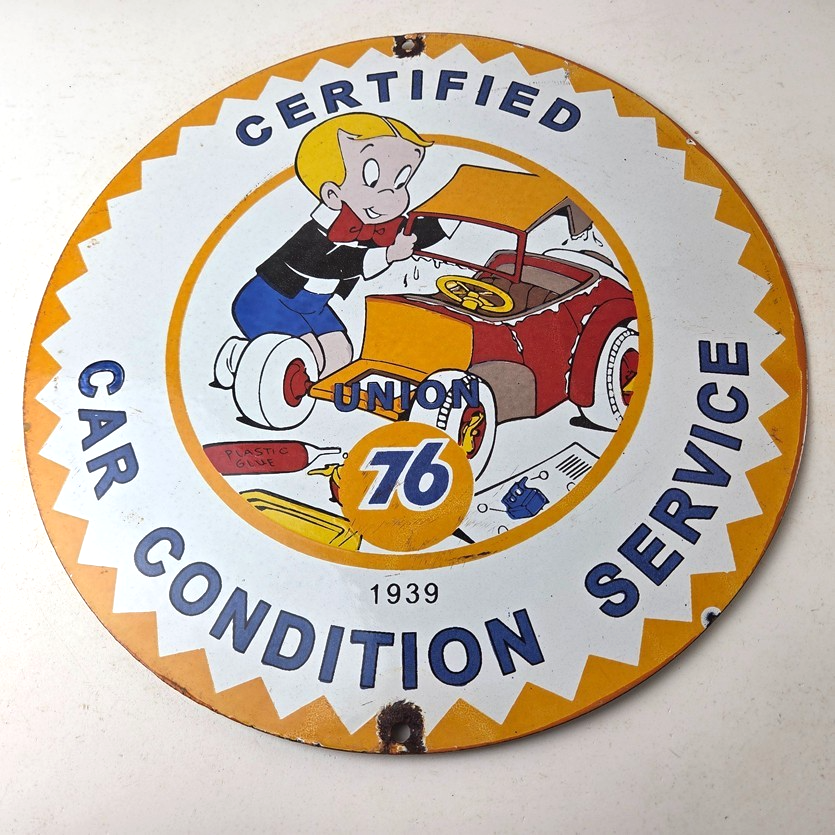 CERTIFIED
CAR CONDITION SERVICE
PLASTIC
GLUE
UNION
76
1939